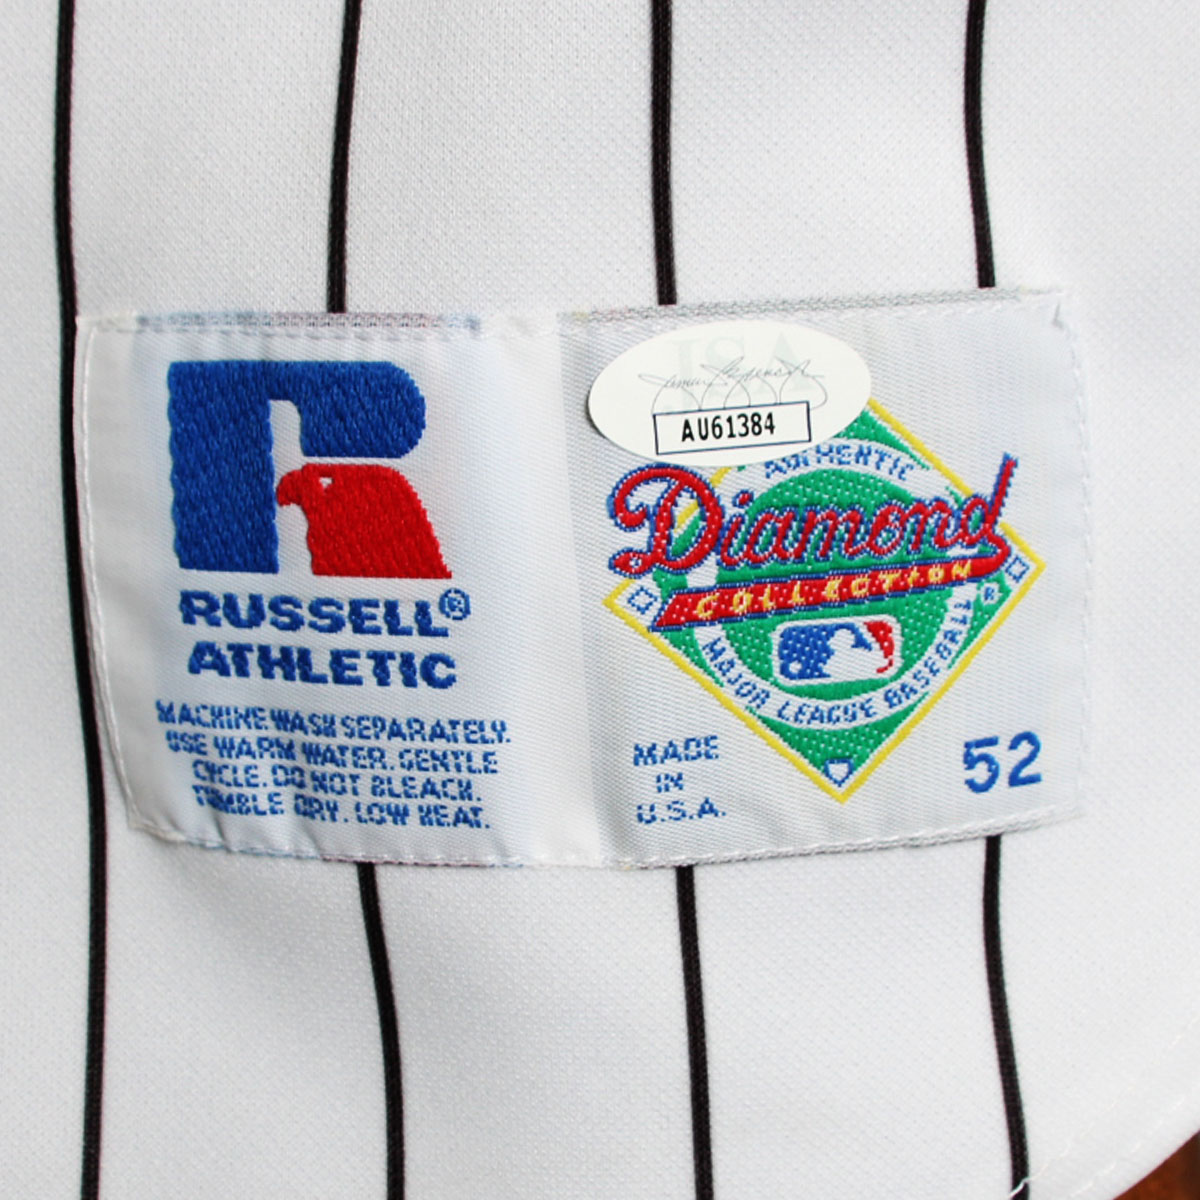 RUSSELL®
ATHLETIC
MACHINE WASH SEPARATELY.
USE WARM WATER. GENTLE
CYCLE. DO NOT BLEACH.
TUMBLE DRY. LOW HEAT.
JSA
AU61384
AUTHENTIC
Diamond
COLLECTION
®
MAJOR LEAGUE BASEBALL
MADE
IN
U.S.A.
52